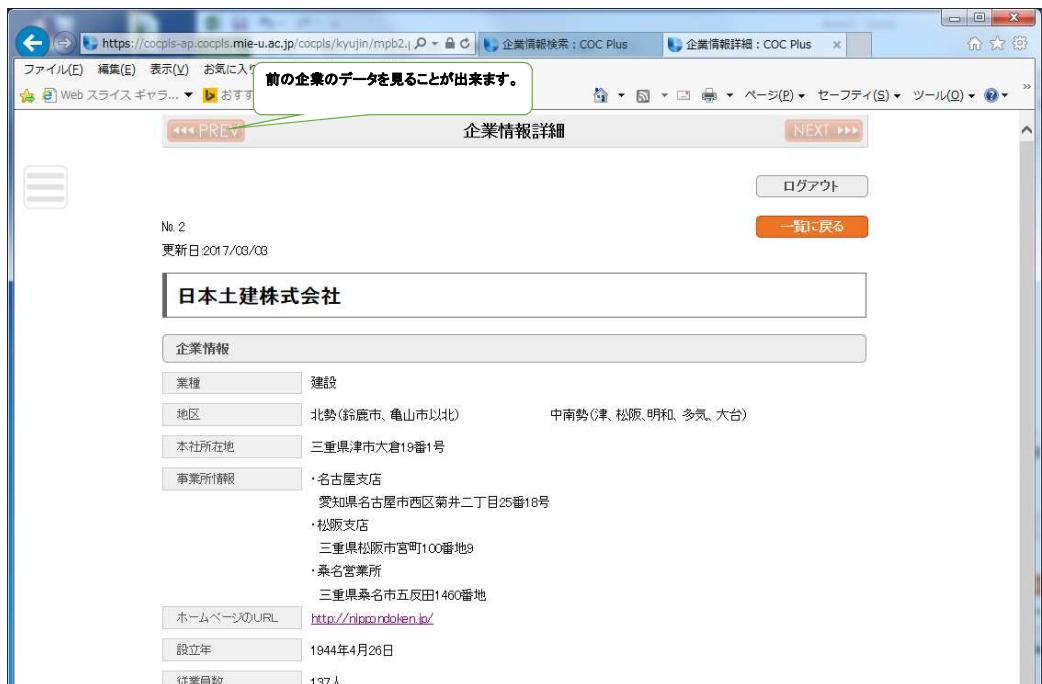 https://cocpls-ap.cocpls.mie-u.ac.jp/cocpls/kyujin/mpb2.p
企業情報検索 : COC Plus
企業情報詳細 : COC Plus
ファイル(F) 編集(E) 表示(V) お気に入り
前の企業のデータを見ることが出来ます。
Web スライス ギャラ... おすす
ページ(P) セーフティ(S) ツール(O)
PREV
企業情報詳細
NEXT
ログアウト
No. 2
一覧に戻る
更新日:2017/03/03
日本土建株式会社
企業情報
業種 建設
地区 北勢(鈴鹿市、亀山市以北) 中南勢(津、松阪、明和、多気、大台)
本社所在地 三重県津市大倉19番1号
事業所情報 ・名古屋支店
愛知県名古屋市西区菊井二丁目25番18号
・松阪支店
三重県松阪市宮町100番地9
・桑名営業所
三重県桑名市五反田1460番地
ホームページのURL http://nippondoken.jp/
設立年 1944年4月26日
従業員数 137人